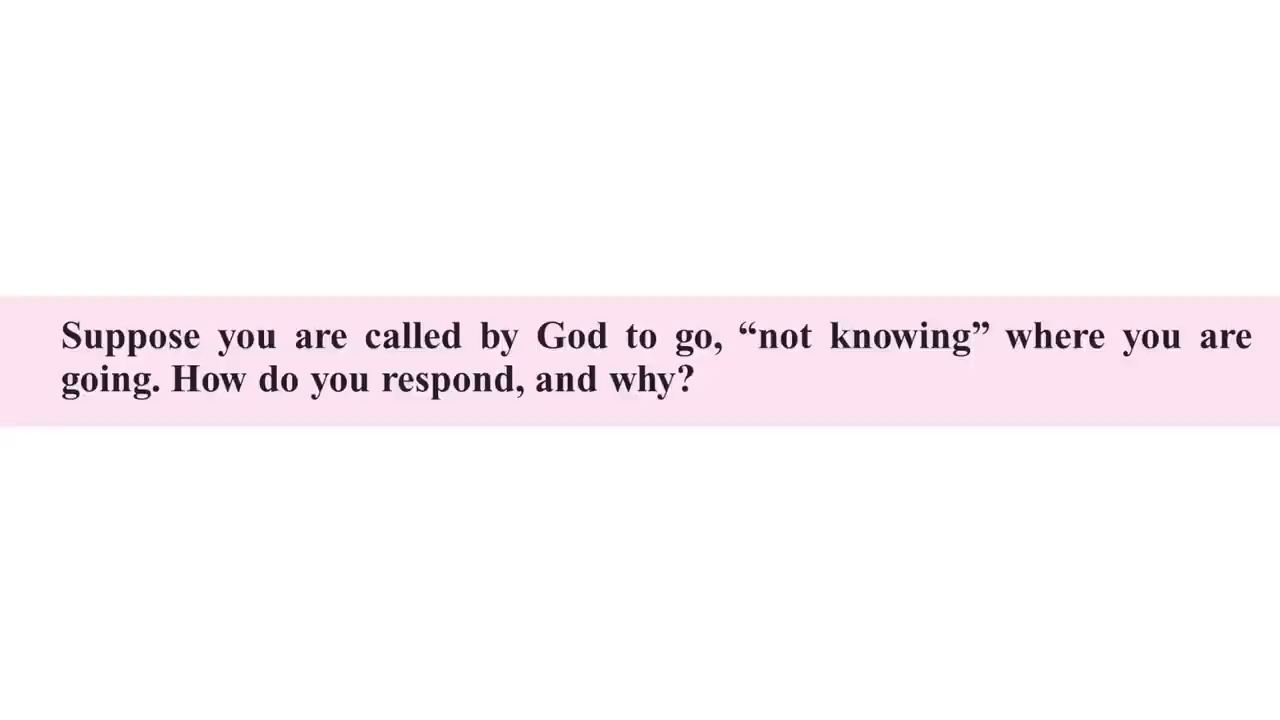 Suppose you are called by God to go, “not knowing” where you are
going. How do you respond, and why?